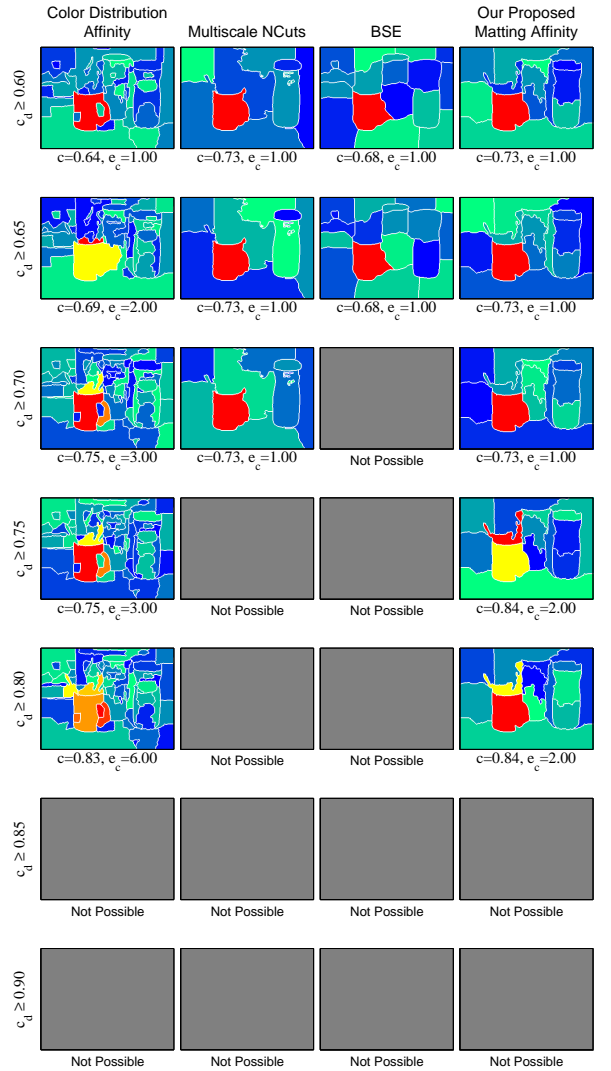 Color Distribution Affinity
Multiscale NCuts
BSE
Our Proposed Matting Affinity
c_d ≥ 0.60
c=0.64, e_c=1.00
c=0.73, e_c=1.00
c=0.68, e_c=1.00
c=0.73, e_c=1.00
c_d ≥ 0.65
c=0.69, e_c=2.00
c=0.73, e_c=1.00
c=0.68, e_c=1.00
c=0.73, e_c=1.00
c_d ≥ 0.70
c=0.75, e_c=3.00
c=0.73, e_c=1.00
Not Possible
c=0.73, e_c=1.00
c_d ≥ 0.75
c=0.75, e_c=3.00
Not Possible
Not Possible
c=0.84, e_c=2.00
c_d ≥ 0.80
c=0.83, e_c=6.00
Not Possible
Not Possible
c=0.84, e_c=2.00
c_d ≥ 0.85
Not Possible
Not Possible
Not Possible
Not Possible
c_d ≥ 0.90
Not Possible
Not Possible
Not Possible
Not Possible